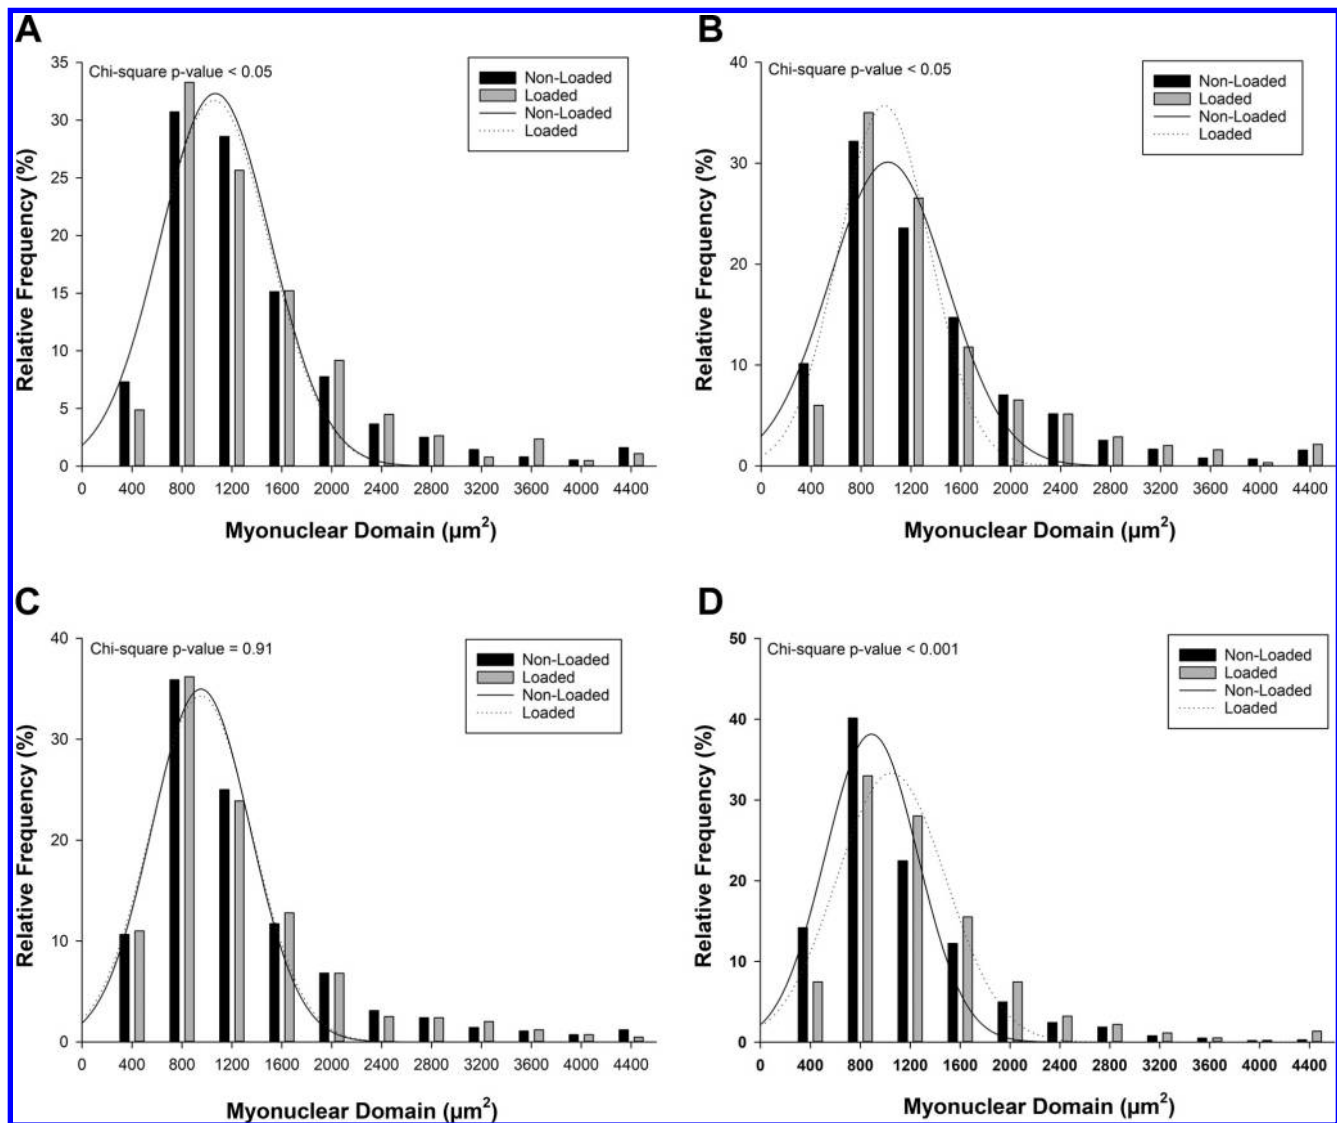 A
Chi-square p-value < 0.05
Non-Loaded
Loaded
Non-Loaded
Loaded
Relative Frequency (%)
35
30
25
20
15
10
5
0
0 400 800 1200 1600 2000 2400 2800 3200 3600 4000 4400
Myonuclear Domain (µm²)
B
Chi-square p-value < 0.05
Non-Loaded
Loaded
Non-Loaded
Loaded
Relative Frequency (%)
40
30
20
10
0
0 400 800 1200 1600 2000 2400 2800 3200 3600 4000 4400
Myonuclear Domain (µm²)
C
Chi-square p-value = 0.91
Non-Loaded
Loaded
Non-Loaded
Loaded
Relative Frequency (%)
40
30
20
10
0
0 400 800 1200 1600 2000 2400 2800 3200 3600 4000 4400
Myonuclear Domain (µm²)
D
Chi-square p-value < 0.001
Non-Loaded
Loaded
Non-Loaded
Loaded
Relative Frequency (%)
50
40
30
20
10
0
0 400 800 1200 1600 2000 2400 2800 3200 3600 4000 4400
Myonuclear Domain (µm²)